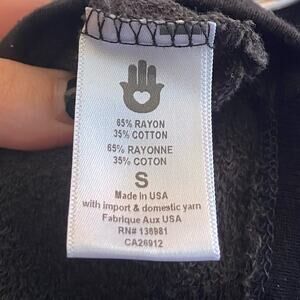 65% RAYON
35% COTTON
65% RAYONNE
35% COTON
S
Made in USA
with import & domestic yarn
Fabrique Aux USA
RN# 138981
CA26912